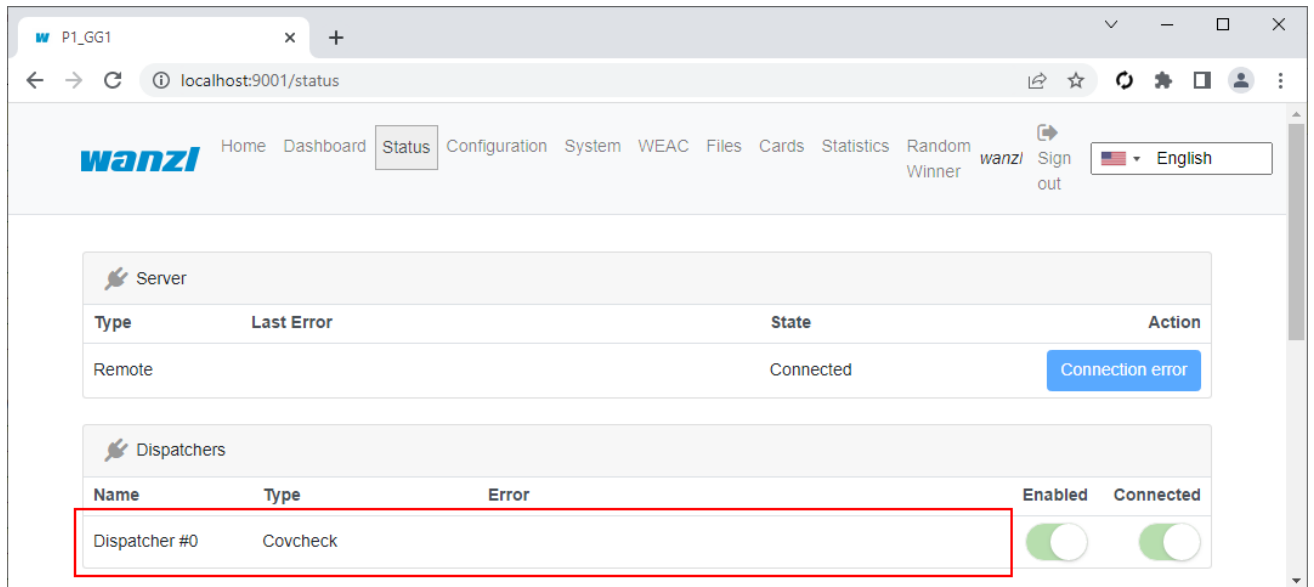 W P1_GG1
localhost:9001/status
wanzl Home Dashboard Status Configuration System WEAC Files Cards Statistics Random Winner wanzl Sign out English
Server
Type Last Error State Action
Remote Connected Connection error
Dispatchers
Name Type Error Enabled Connected
Dispatcher #0 Covcheck